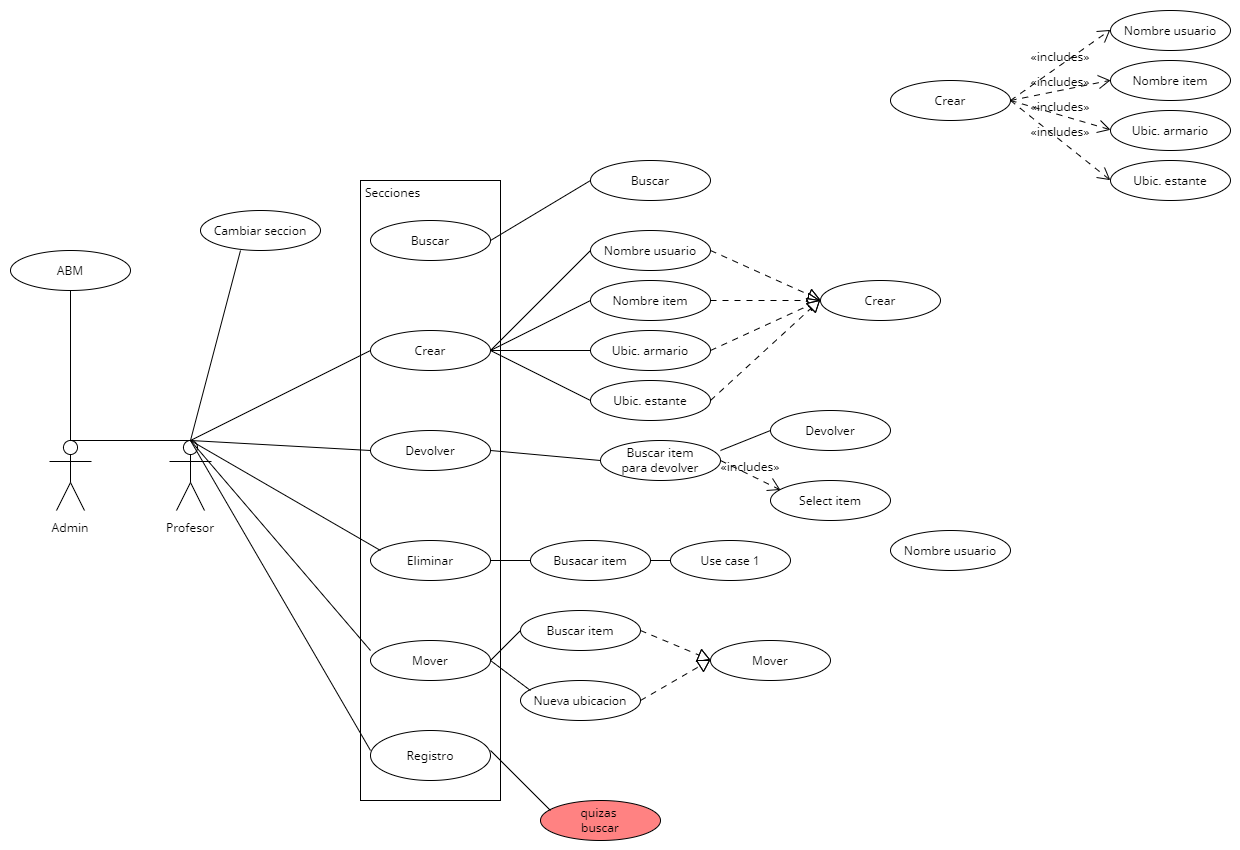 Nombre usuario
«includes»
Nombre item
«includes»
Crear
«includes»
Ubic. armario
«includes»
Ubic. estante
Secciones
Buscar
Cambiar seccion
Buscar
Nombre usuario
ABM
Nombre item
Crear
Crear
Ubic. armario
Ubic. estante
Devolver
Devolver
Buscar item
para devolver
«includes»
Select item
Admin
Profesor
Nombre usuario
Eliminar
Busacar item
Use case 1
Buscar item
Mover
Mover
Nueva ubicacion
Registro
quizas
buscar